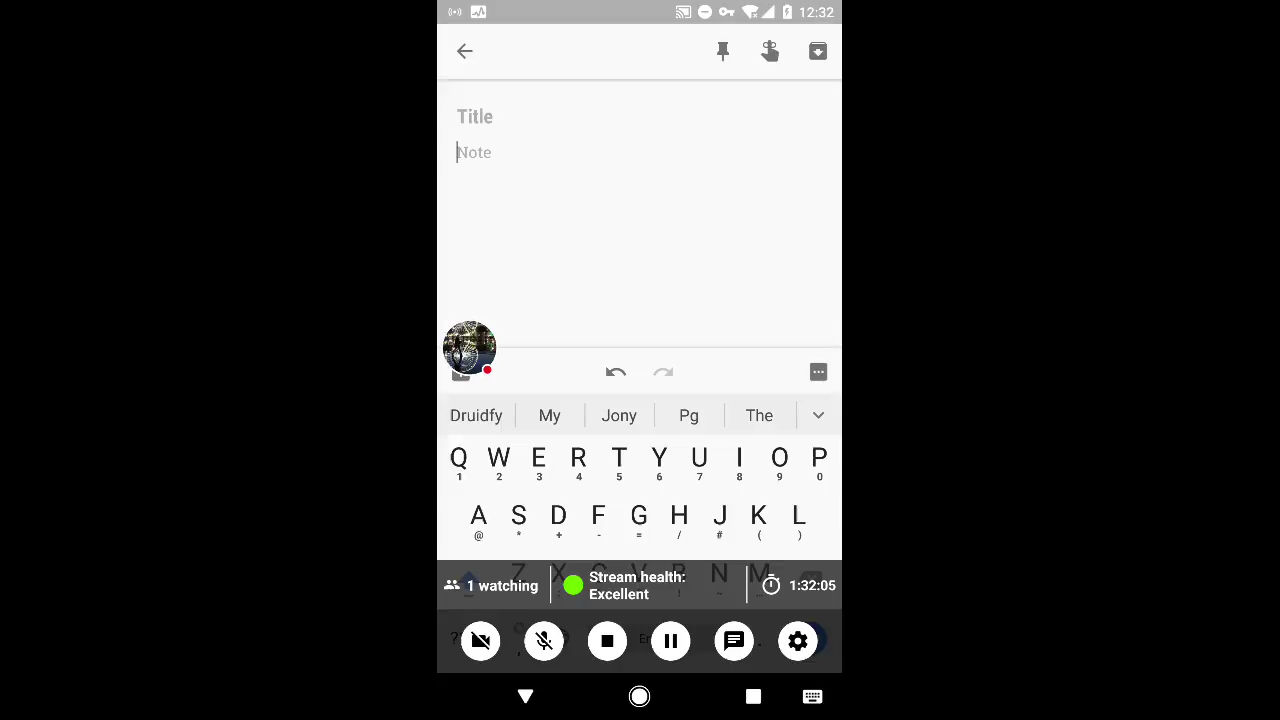 12:32
Title
Note
Druidfy My Jony Pg The
Q W E R T Y U I O P
1 2 3 4 5 6 7 8 9 0
A S D F G H J K L
@ * + - = / # ( )
Z X C V B N M
1 watching
Stream health:
Excellent
1:32:05